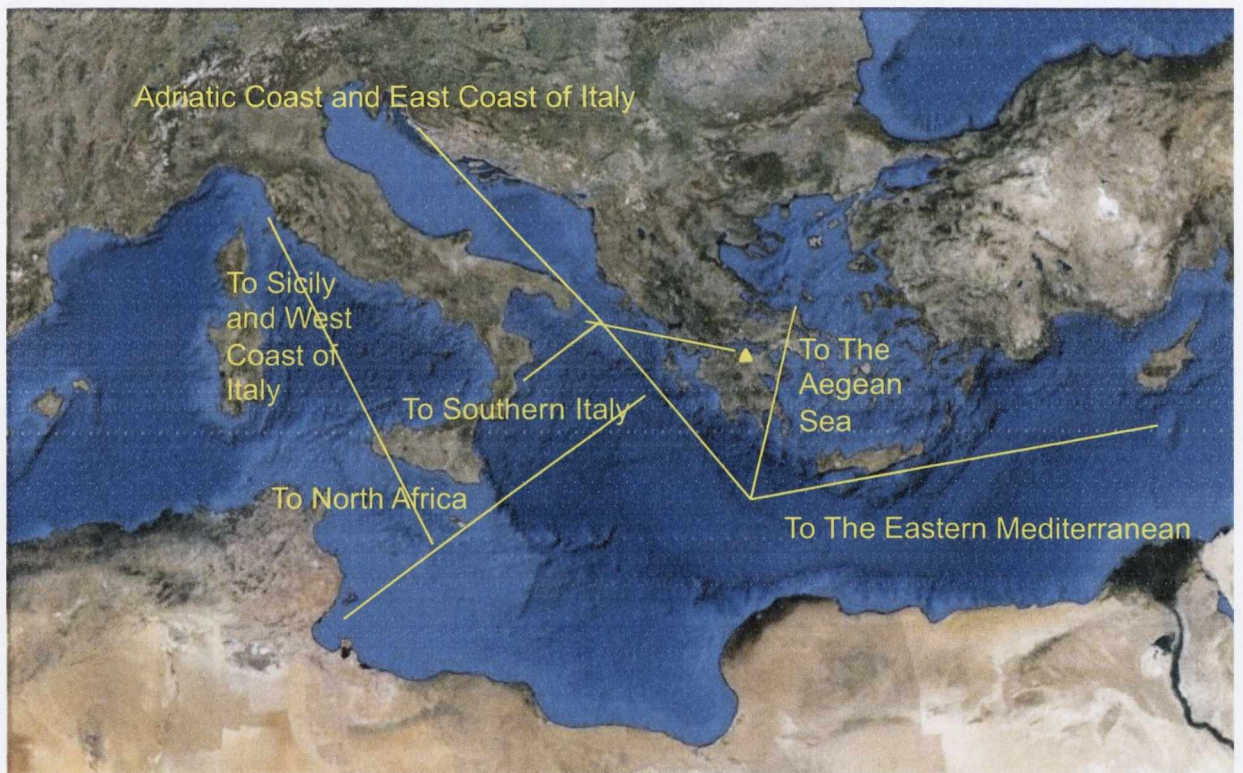 Adriatic Coast and East Coast of Italy
To Sicily
and West
Coast of
Italy
To The
Aegean
Sea
To Southern Italy
To North Africa
To The Eastern Mediterranean